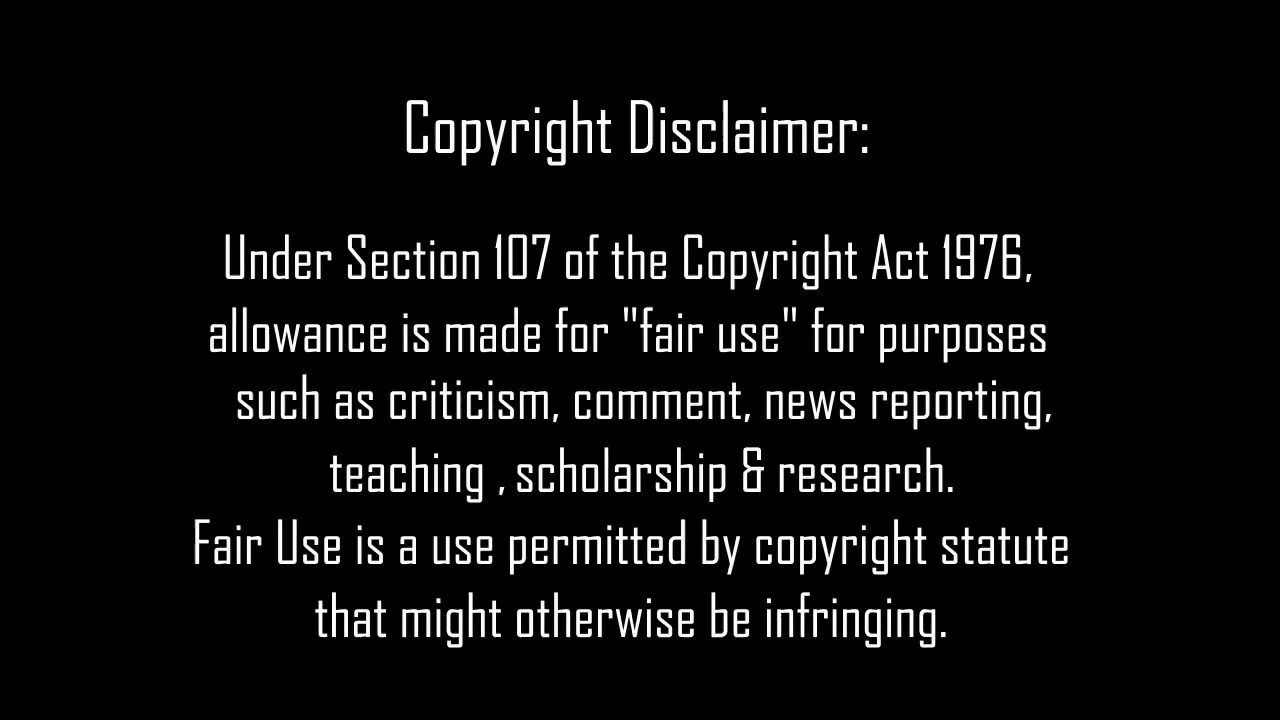 Copyright Disclaimer:
Under Section 107 of the Copyright Act 1976,
allowance is made for "fair use" for purposes
such as criticism, comment, news reporting,
teaching , scholarship & research.
Fair Use is a use permitted by copyright statute
that might otherwise be infringing.